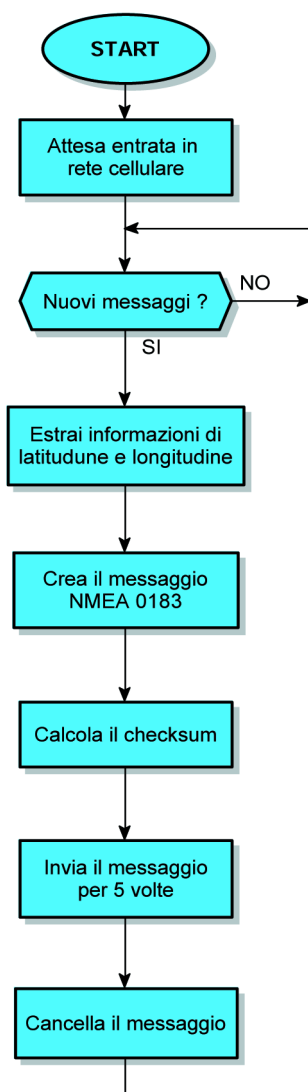 START
Attesa entrata in
rete cellulare
Nuovi messaggi ?
NO
SI
Estrai informazioni di
latitudune e longitudine
Crea il messaggio
NMEA 0183
Calcola il checksum
Invia il messaggio
per 5 volte
Cancella il messaggio